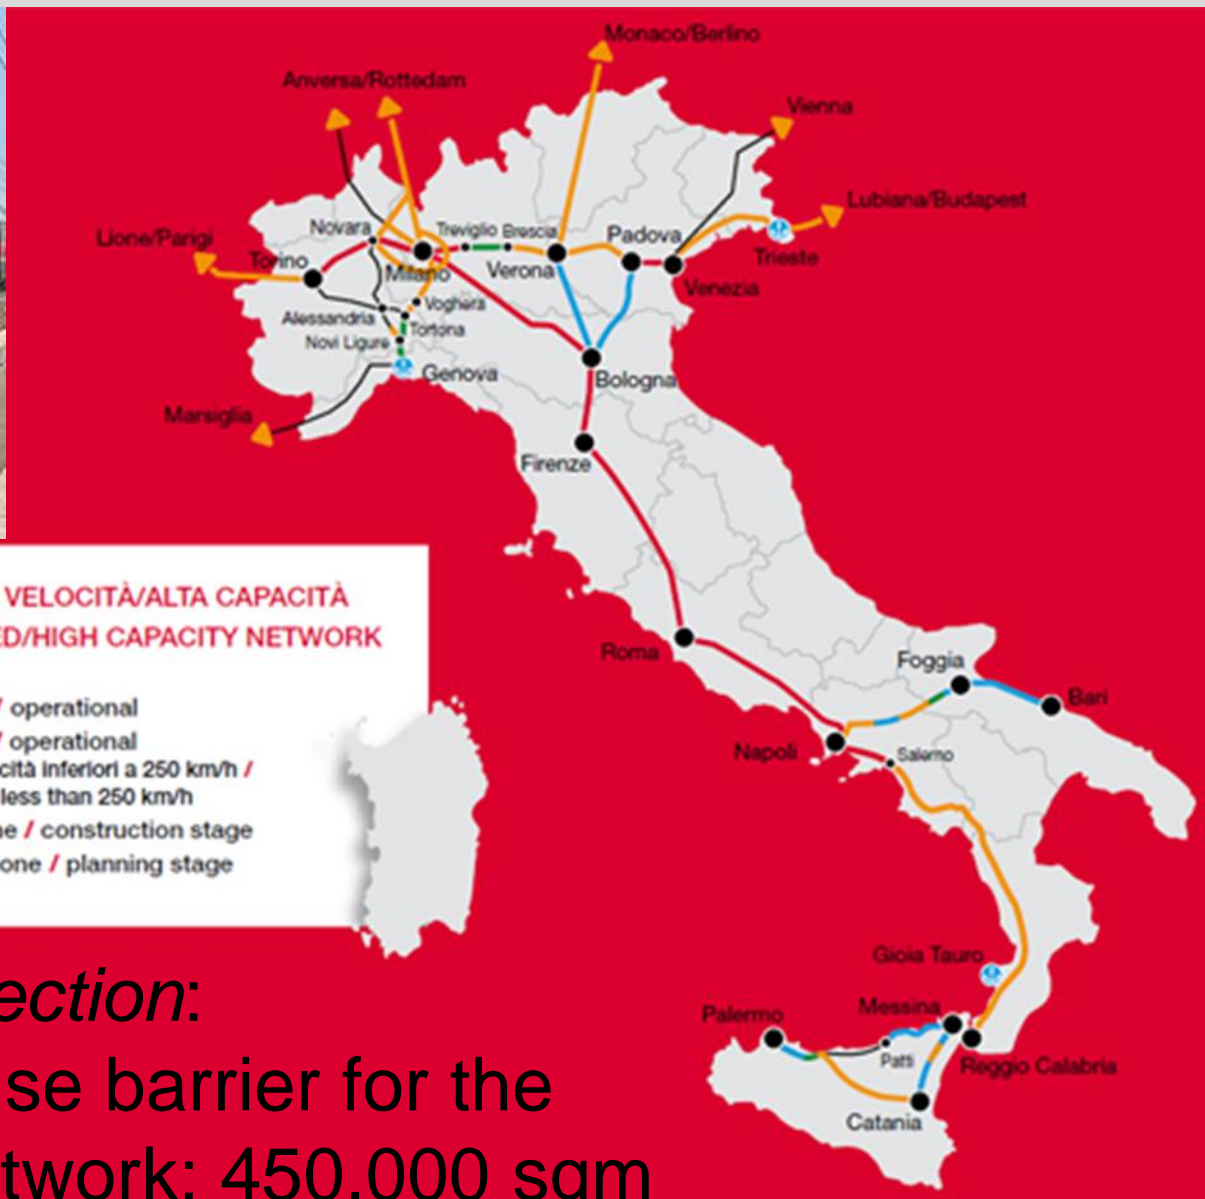 Monaco/Berlino
Anversa/Rottedam
Vienna
Lubiana/Budapest
Lione/Parigi
Novara
Treviglio
Brescia
Padova
Torino
Milano
Verona
Trieste
Venezia
Voghera
Alessandria
Tortona
Novi Ligure
Genova
Bologna
Marsiglia
Firenze
VELOCITÀ/ALTA CAPACITÀ
ED/HIGH CAPACITY NETWORK
Roma
Foggia
Bari
/ operational
/ operational
cità inferiori a 250 km/h /
less than 250 km/h
ne / construction stage
one / planning stage
Napoli
Salerno
Gioia Tauro
Messina
Palermo
Patti
Reggio Calabria
Catania
ection:
se barrier for the
twork: 450.000 sqm